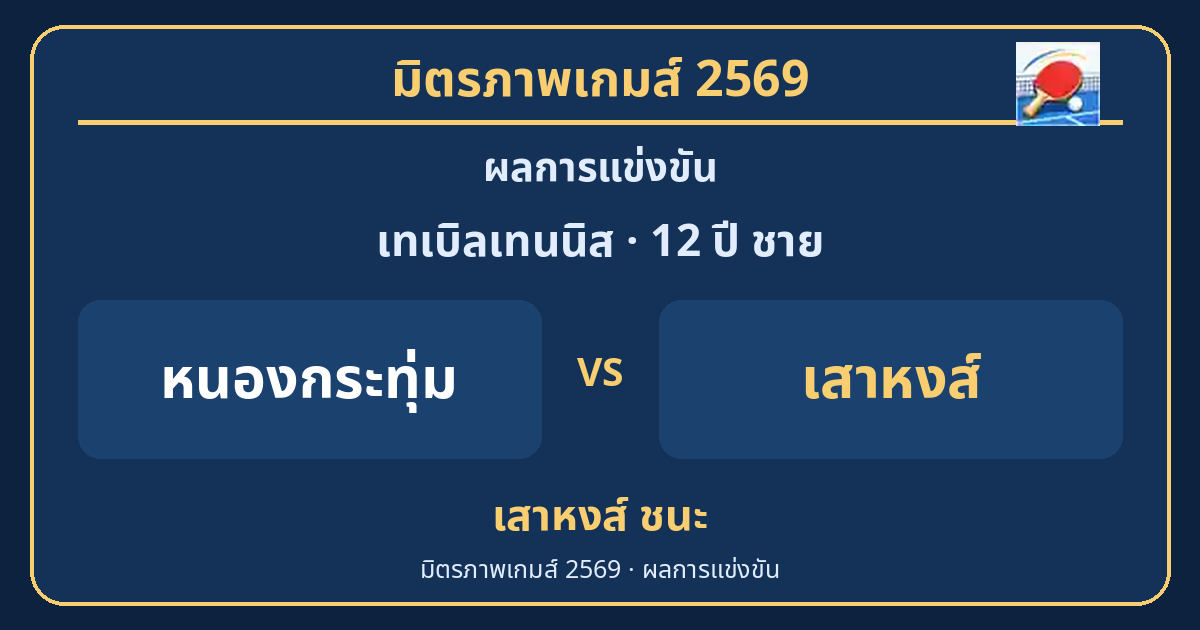 มิตรภาพเกมส์ 2569
ผลการแข่งขัน
เทเบิลเทนนิส · 12 ปี ชาย
หนองกระทุ่ม
VS
เสาหงส์
เสาหงส์ ชนะ
มิตรภาพเกมส์ 2569 · ผลการแข่งขัน